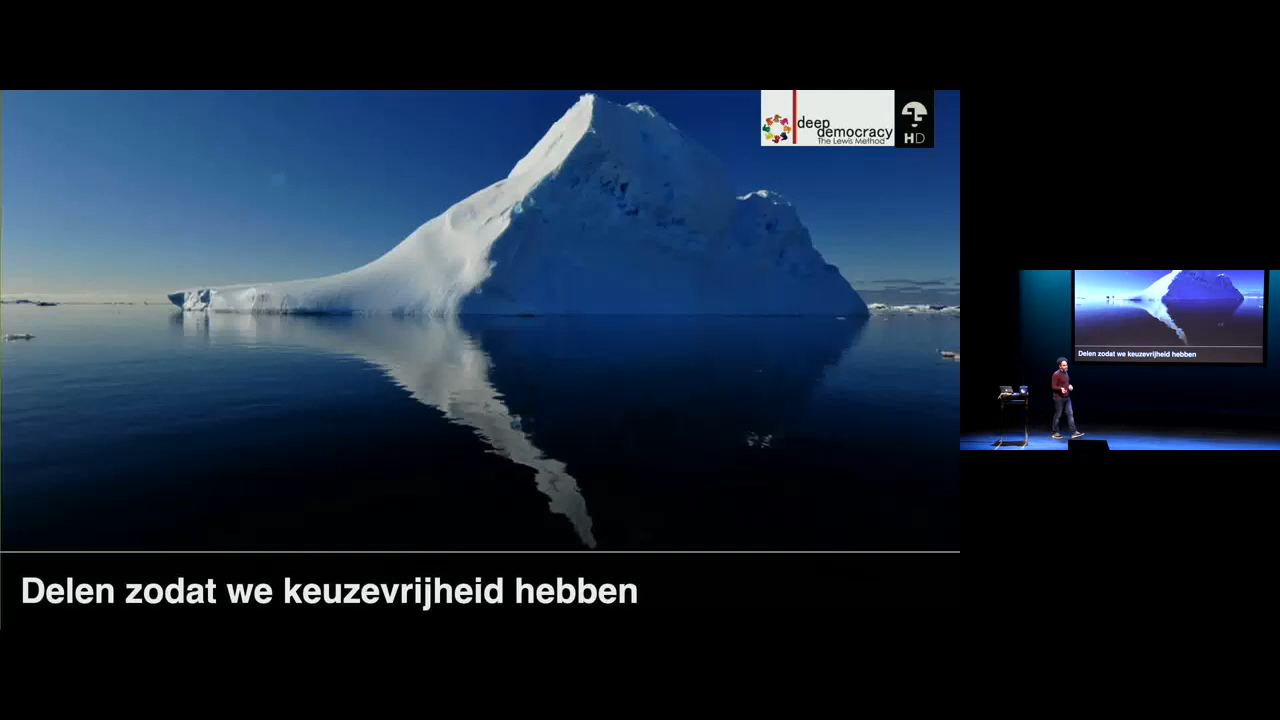 deep
democracy
The Lewis Method
HD
Delen zodat we keuzevrijheid hebben
Delen zodat we keuzevrijheid hebben